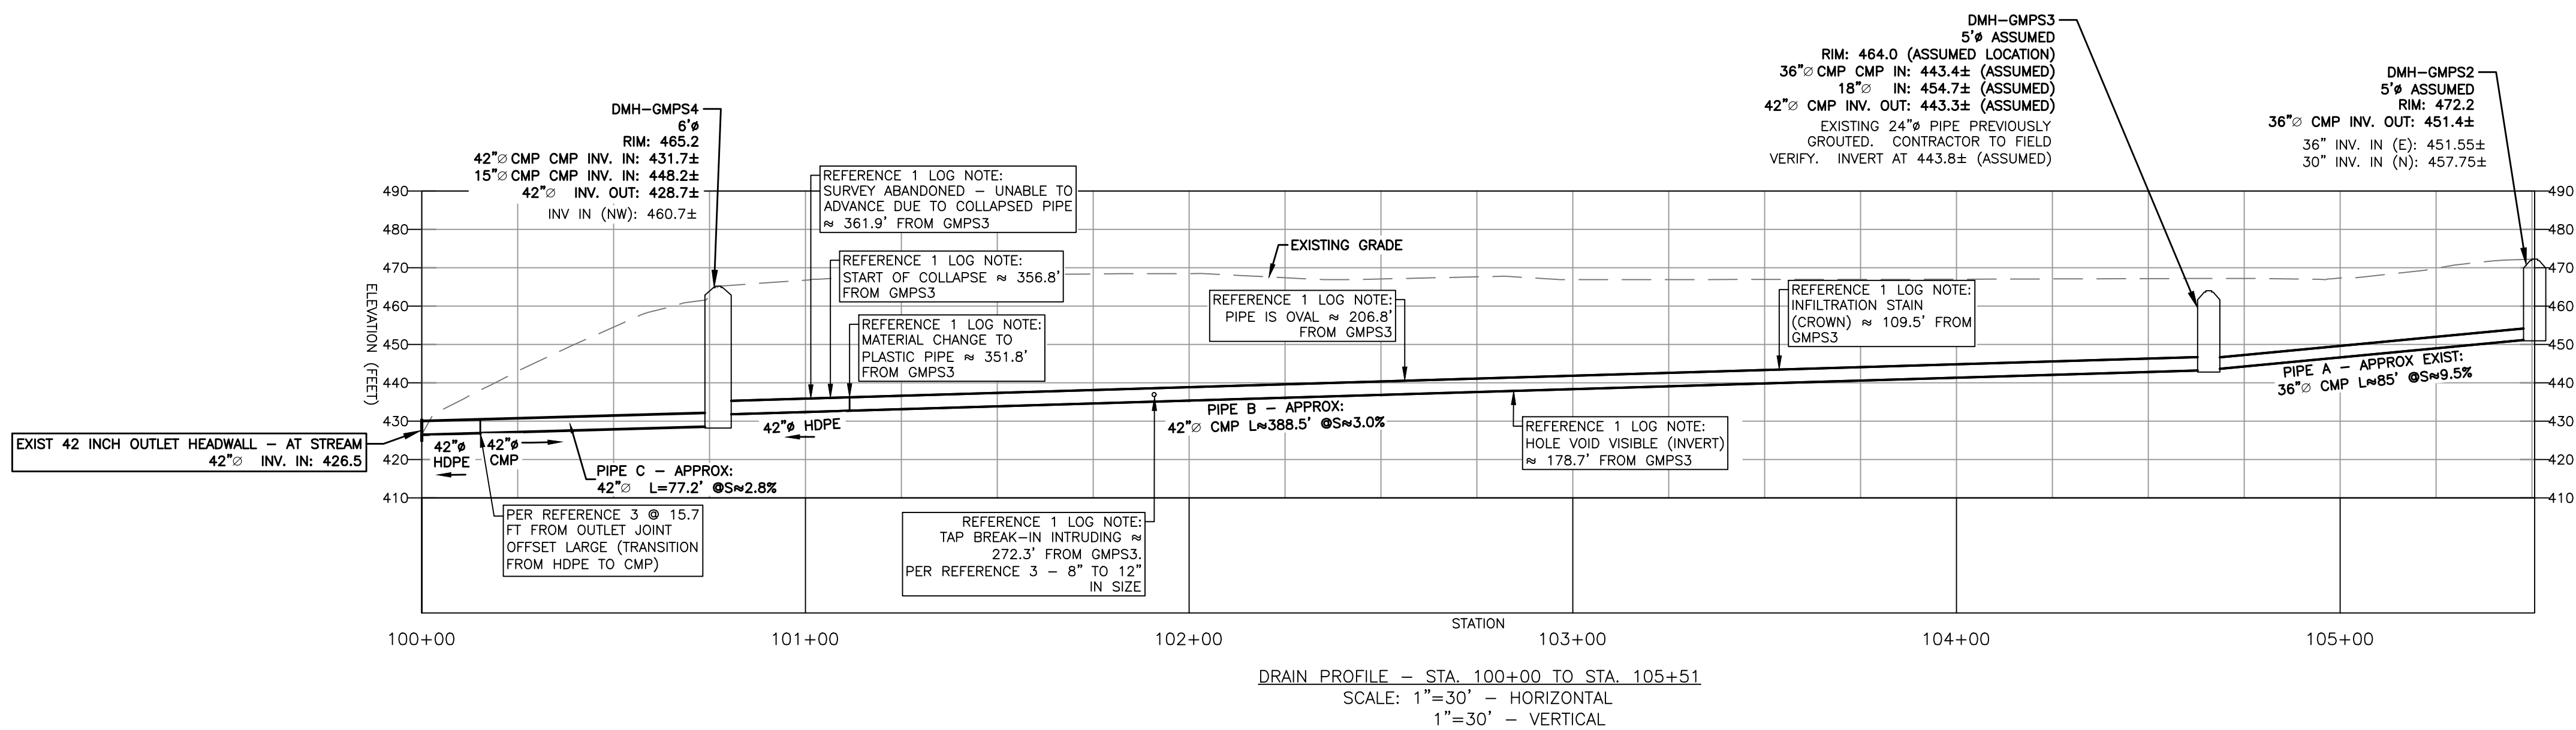 DMH-GMPS3
5'ø ASSUMED
RIM: 464.0 (ASSUMED LOCATION)
36"∅ CMP CMP IN: 443.4± (ASSUMED)
18"∅ IN: 454.7± (ASSUMED)
42"∅ CMP INV. OUT: 443.3± (ASSUMED)
EXISTING 24"ø PIPE PREVIOUSLY
GROUTED. CONTRACTOR TO FIELD
VERIFY. INVERT AT 443.8± (ASSUMED)
DMH-GMPS2
5'ø ASSUMED
RIM: 472.2
36"∅ CMP INV. OUT: 451.4±
36" INV. IN (E): 451.55±
30" INV. IN (N): 457.75±
DMH-GMPS4
6'ø
RIM: 465.2
42"∅ CMP CMP INV. IN: 431.7±
15"∅ CMP CMP INV. IN: 448.2±
42"∅ INV. OUT: 428.7±
INV IN (NW): 460.7±
REFERENCE 1 LOG NOTE:
SURVEY ABANDONED - UNABLE TO
ADVANCE DUE TO COLLAPSED PIPE
≈ 361.9' FROM GMPS3
REFERENCE 1 LOG NOTE:
START OF COLLAPSE ≈ 356.8'
FROM GMPS3
REFERENCE 1 LOG NOTE:
MATERIAL CHANGE TO
PLASTIC PIPE ≈ 351.8'
FROM GMPS3
EXISTING GRADE
REFERENCE 1 LOG NOTE:
PIPE IS OVAL ≈ 206.8'
FROM GMPS3
REFERENCE 1 LOG NOTE:
INFILTRATION STAIN
(CROWN) ≈ 109.5' FROM
GMPS3
490
480
470
460
450
440
430
420
410
ELEVATION (FEET)
490
480
470
460
450
440
430
420
410
EXIST 42 INCH OUTLET HEADWALL - AT STREAM
42"∅ INV. IN: 426.5
42"ø
HDPE
42"ø
CMP
PIPE C - APPROX:
42"∅ L=77.2' @S≈2.8%
42"ø HDPE
PIPE B - APPROX:
42"∅ CMP L≈388.5' @S≈3.0%
PIPE A - APPROX EXIST:
36"∅ CMP L≈85' @S≈9.5%
REFERENCE 1 LOG NOTE:
HOLE VOID VISIBLE (INVERT)
≈ 178.7' FROM GMPS3
PER REFERENCE 3 @ 15.7
FT FROM OUTLET JOINT
OFFSET LARGE (TRANSITION
FROM HDPE TO CMP)
REFERENCE 1 LOG NOTE:
TAP BREAK-IN INTRUDING ≈
272.3' FROM GMPS3.
PER REFERENCE 3 - 8" TO 12"
IN SIZE
STATION
100+00
101+00
102+00
103+00
104+00
105+00
DRAIN PROFILE - STA. 100+00 TO STA. 105+51
SCALE: 1"=30' - HORIZONTAL
1"=30' - VERTICAL